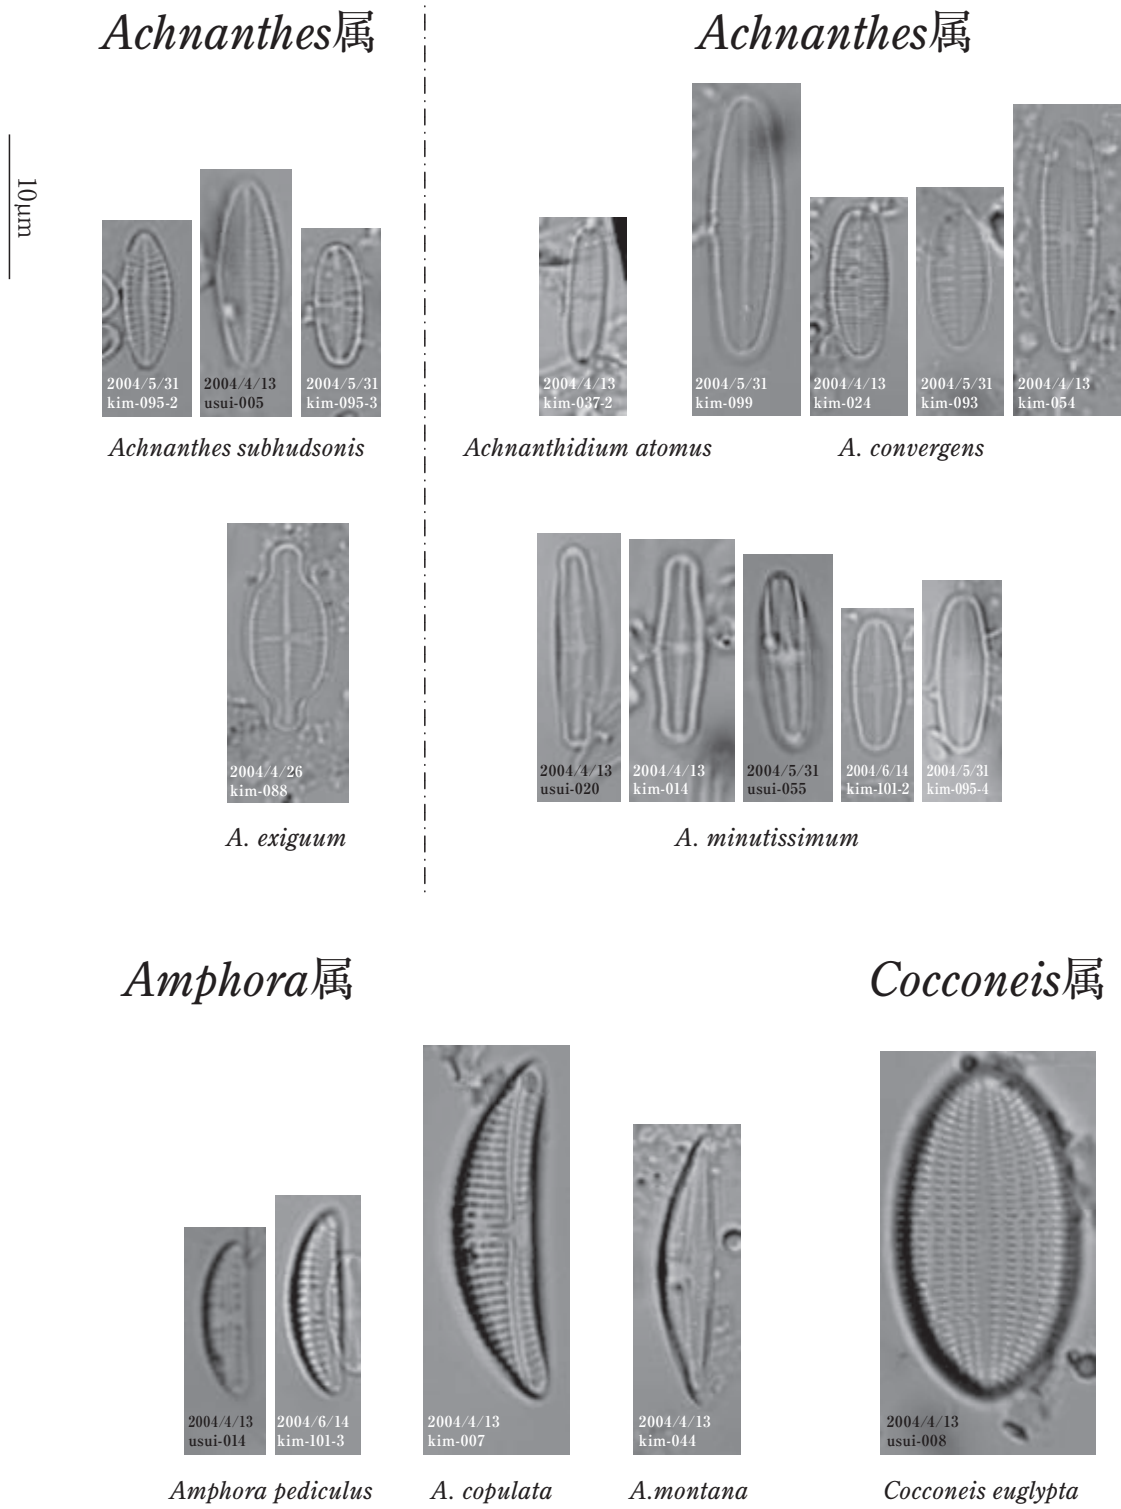 Achnanthes属
10μm
2004/5/31
kim-095-2
2004/4/13
usui-005
2004/5/31
kim-095-3
Achnanthes subhudsonis
2004/4/26
kim-088
A. exiguum
Achnanthes属
2004/4/13
kim-037-2
Achnanthidium atomus
2004/5/31
kim-099
2004/4/13
kim-024
2004/5/31
kim-093
2004/4/13
kim-054
A. convergens
2004/4/13
usui-020
2004/4/13
kim-014
2004/5/31
usui-055
2004/6/14
kim-101-2
2004/5/31
kim-095-4
A. minutissimum
Amphora属
2004/4/13
usui-014
2004/6/14
kim-101-3
Amphora pediculus
2004/4/13
kim-007
A. copulata
2004/4/13
kim-044
A.montana
Cocconeis属
2004/4/13
usui-008
Cocconeis euglypta